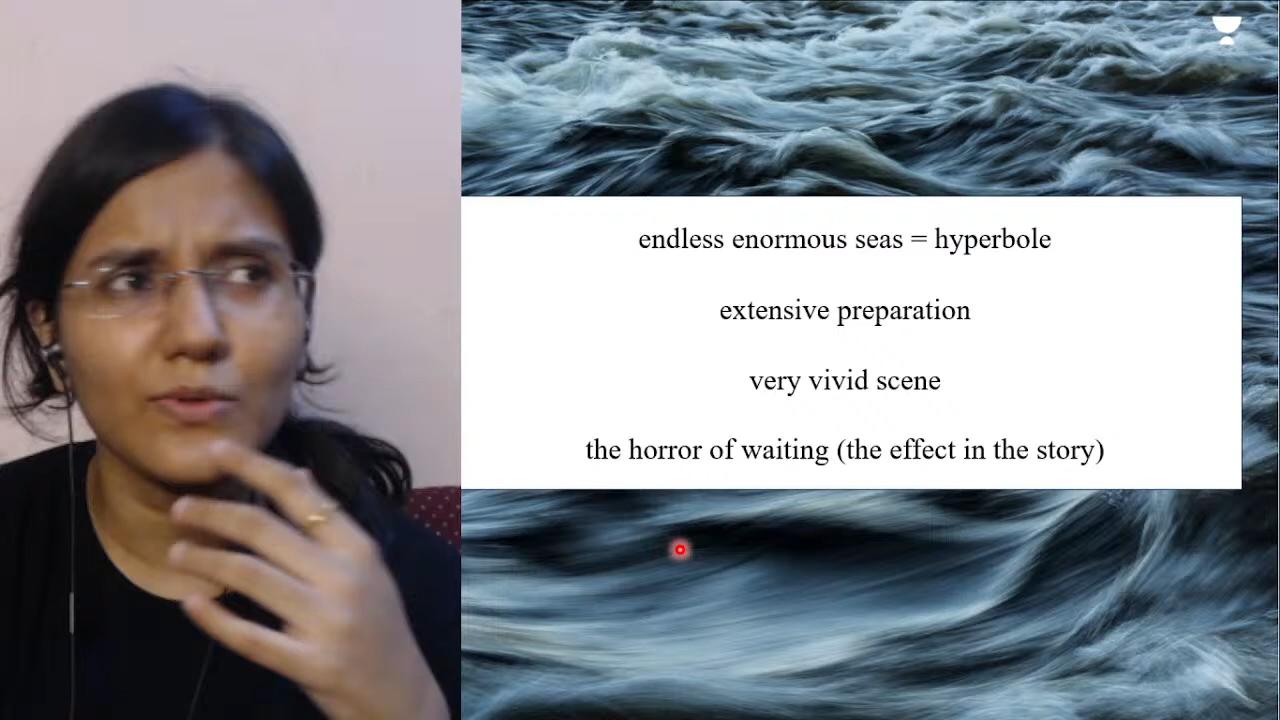 endless enormous seas = hyperbole
extensive preparation
very vivid scene
the horror of waiting (the effect in the story)